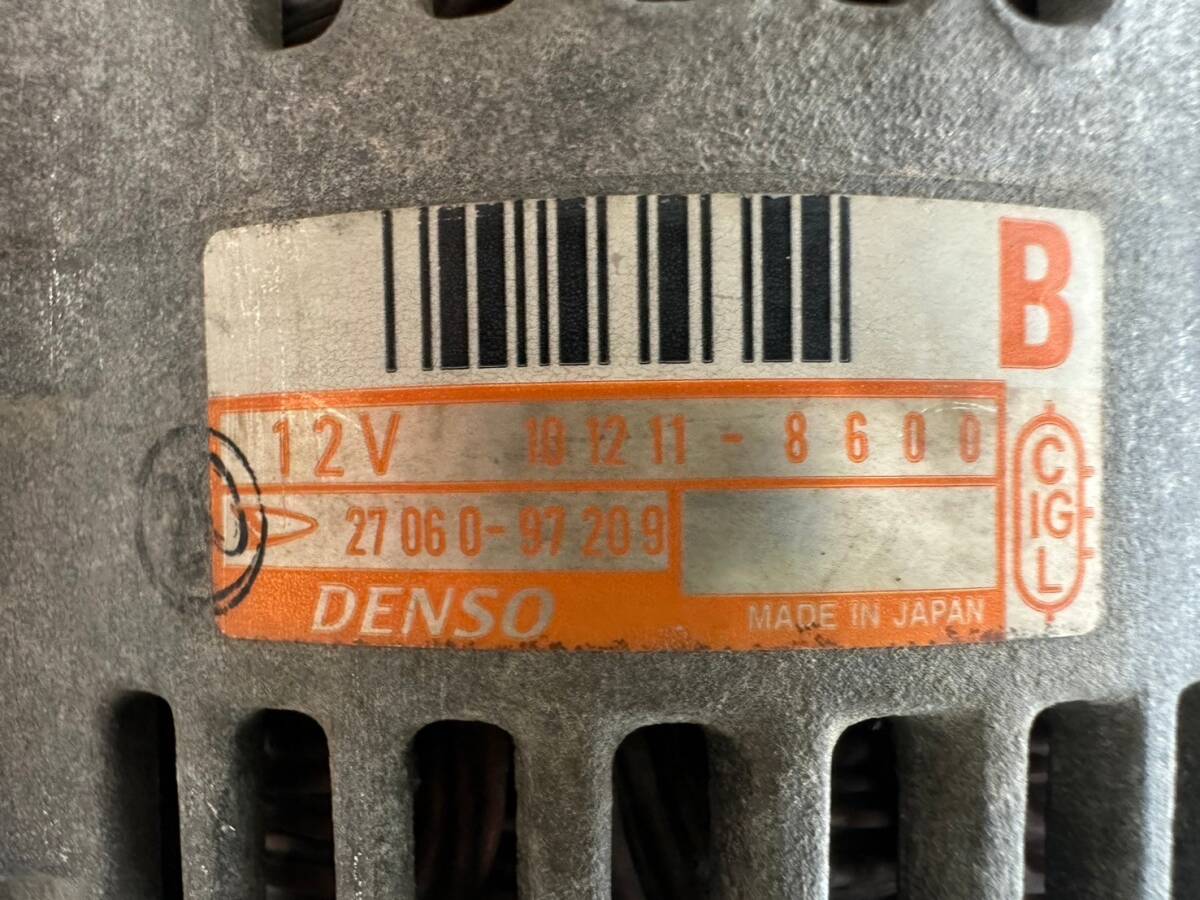 B
12V 101211-8600
27060-97209
C
IG
L
DENSO
MADE IN JAPAN